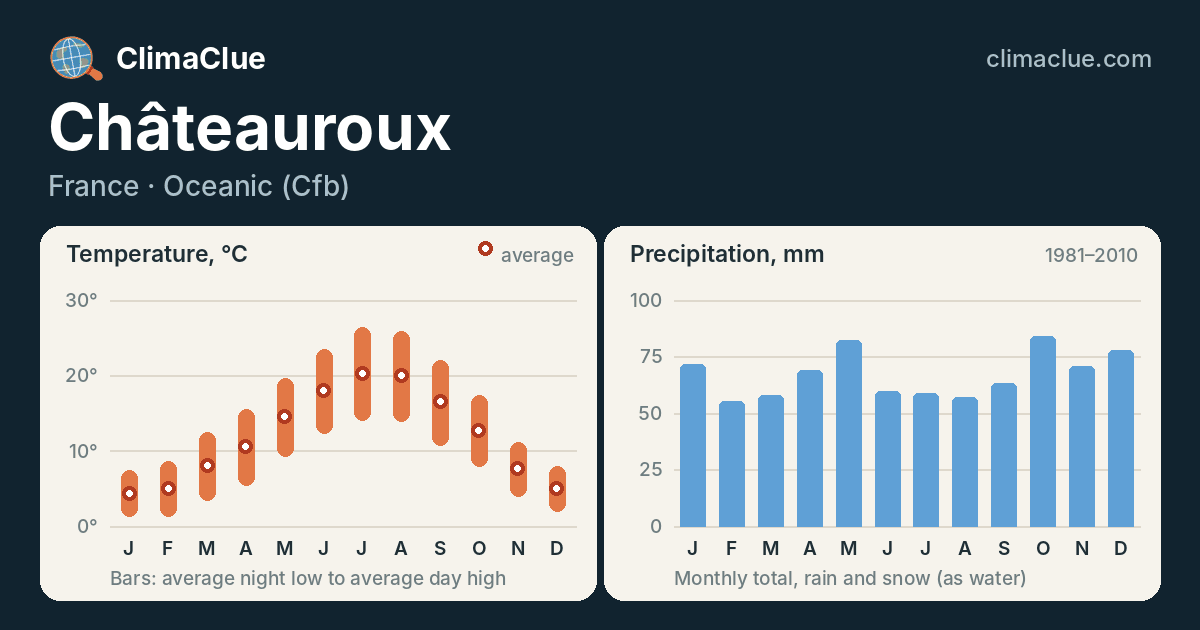 ClimaClue
climaclue.com
Châteauroux
France · Oceanic (Cfb)
Temperature, °C
average
30°
20°
10°
0°
J F M A M J J A S O N D
Bars: average night low to average day high
Precipitation, mm
1981–2010
100
75
50
25
0
J F M A M J J A S O N D
Monthly total, rain and snow (as water)